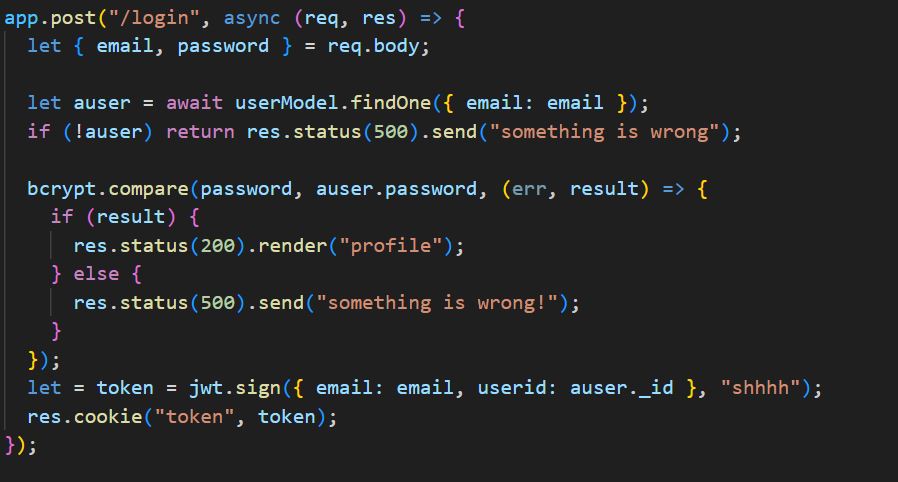 app.post("/login", async (req, res) => {
  let { email, password } = req.body;

  let auser = await userModel.findOne({ email: email });
  if (!auser) return res.status(500).send("something is wrong");

  bcrypt.compare(password, auser.password, (err, result) => {
    if (result) {
      res.status(200).render("profile");
    } else {
      res.status(500).send("something is wrong!");
    }
  });
  let = token = jwt.sign({ email: email, userid: auser._id }, "shhhh");
  res.cookie("token", token);
});